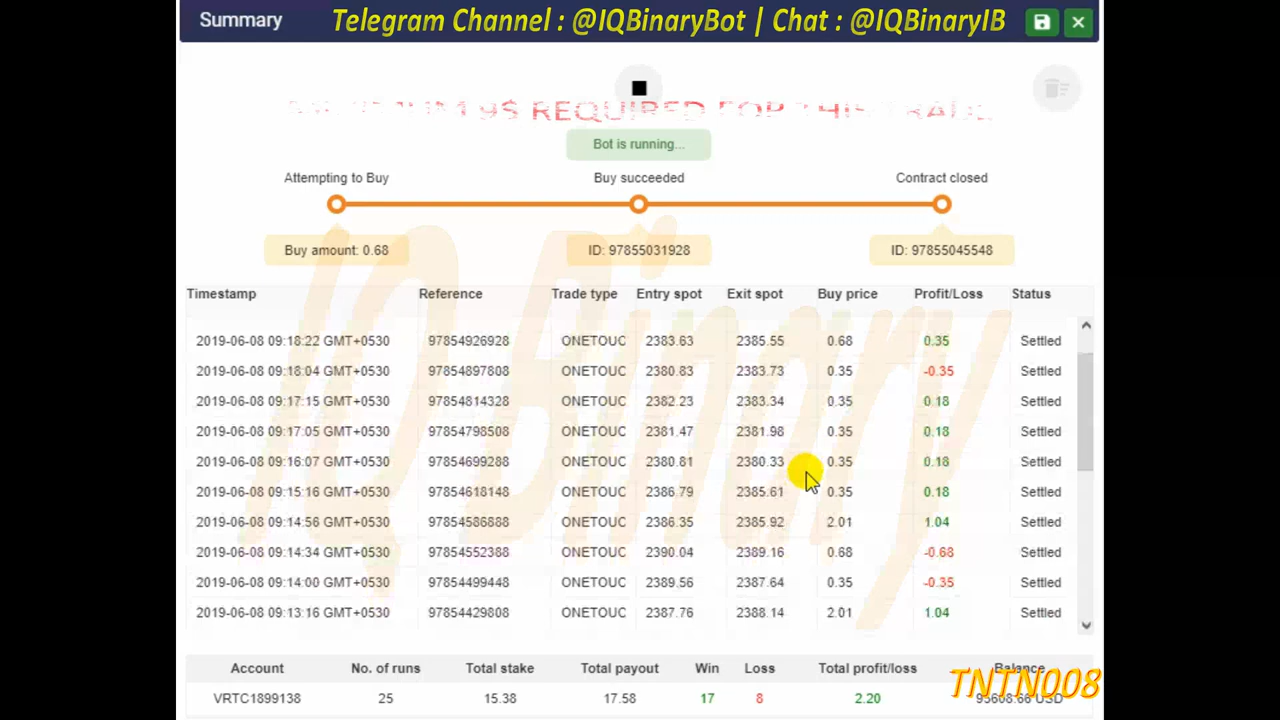 Summary
Telegram Channel : @IQBinaryBot | Chat : @IQBinaryIB
9$ REQUIRED FOR THIS TRADE
Bot is running...
Attempting to Buy Buy succeeded Contract closed
Buy amount: 0.68 ID: 97855031928 ID: 97855045548
Timestamp Reference Trade type Entry spot Exit spot Buy price Profit/Loss Status
2019-06-08 09:18:22 GMT+0530 97854926928 ONETOUC 2383.63 2385.55 0.68 0.35 Settled
2019-06-08 09:18:04 GMT+0530 97854897808 ONETOUC 2380.83 2383.73 0.35 -0.35 Settled
2019-06-08 09:17:15 GMT+0530 97854814328 ONETOUC 2382.23 2383.34 0.35 0.18 Settled
2019-06-08 09:17:05 GMT+0530 97854798508 ONETOUC 2381.47 2381.98 0.35 0.18 Settled
2019-06-08 09:16:07 GMT+0530 97854699288 ONETOUC 2380.81 2380.33 0.35 0.18 Settled
2019-06-08 09:15:16 GMT+0530 97854618148 ONETOUC 2386.79 2385.61 0.35 0.18 Settled
2019-06-08 09:14:56 GMT+0530 97854586888 ONETOUC 2386.35 2385.92 2.01 1.04 Settled
2019-06-08 09:14:34 GMT+0530 97854552388 ONETOUC 2390.04 2389.16 0.68 -0.68 Settled
2019-06-08 09:14:00 GMT+0530 97854499448 ONETOUC 2389.56 2387.64 0.35 -0.35 Settled
2019-06-08 09:13:16 GMT+0530 97854429808 ONETOUC 2387.76 2388.14 2.01 1.04 Settled
IQ Binary
Account No. of runs Total stake Total payout Win Loss Total profit/loss Balance
VRTC1899138 25 15.38 17.58 17 8 2.20 USD
TNTN008